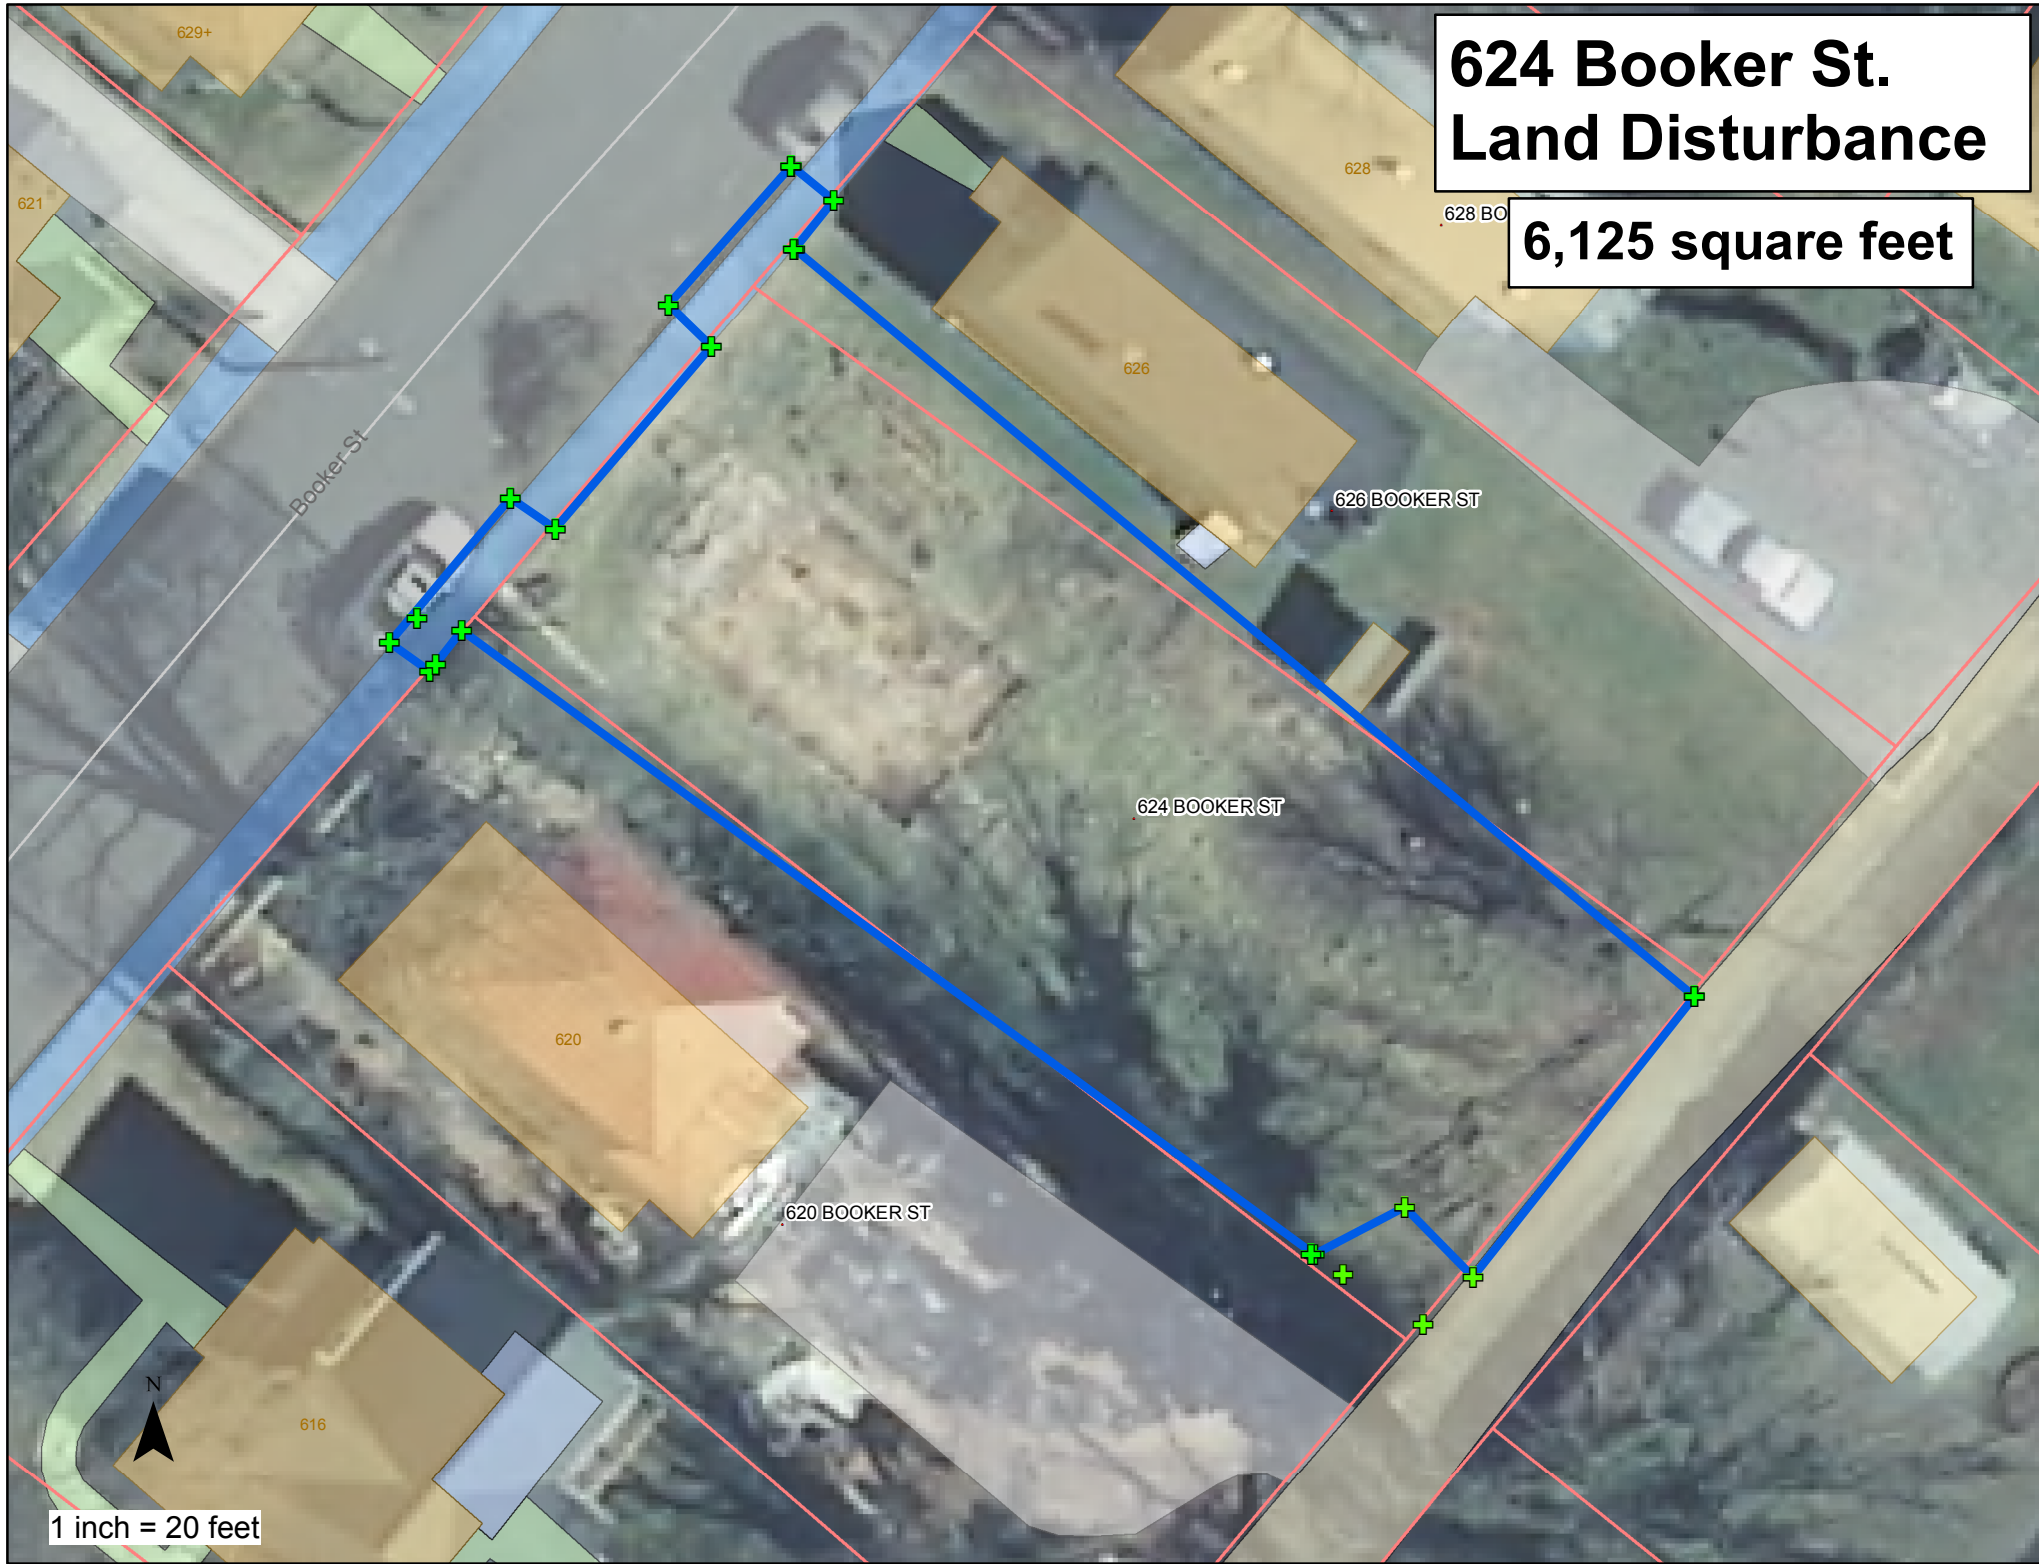 624 Booker St.
Land Disturbance
6,125 square feet
629+
621
628
628 BO
626
Booker St
626 BOOKER ST
624 BOOKER ST
620
620 BOOKER ST
616
N
1 inch = 20 feet